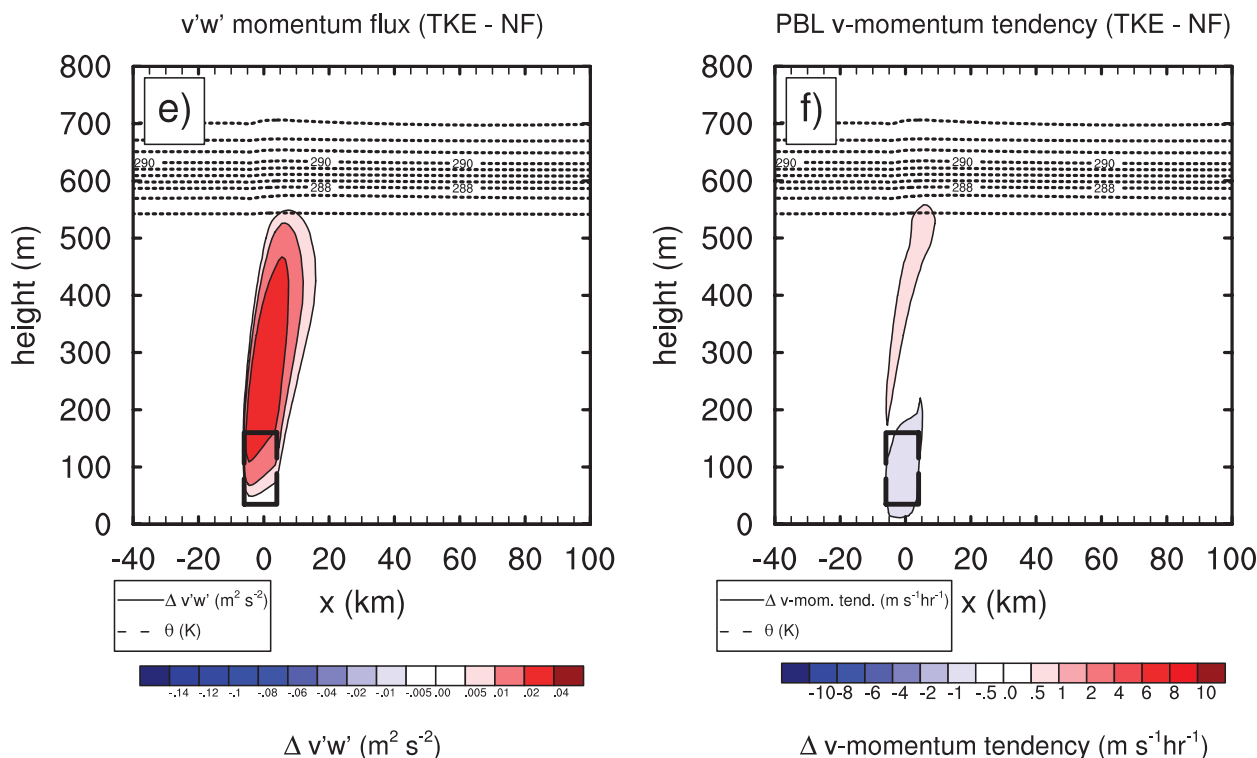 v'w' momentum flux (TKE - NF)
e)
800
700
600
500
400
300
200
100
0
height (m)
290 290 290
288 288
-40 -20 0 20 40 60 80 100
x (km)
Δ v'w' (m² s⁻²)
θ (K)
-.14 -.12 -.1 -.08 -.06 -.04 -.02 -.01 -.005 .00 .005 .01 .02 .04
Δ v'w' (m² s⁻²)
PBL v-momentum tendency (TKE - NF)
f)
800
700
600
500
400
300
200
100
0
height (m)
290 290 290
288 288
-40 -20 0 20 40 60 80 100
x (km)
Δ v-mom. tend. (m s⁻¹hr⁻¹)
θ (K)
-10 -8 -6 -4 -2 -1 -.5 .0 .5 1 2 4 6 8 10
Δ v-momentum tendency (m s⁻¹hr⁻¹)